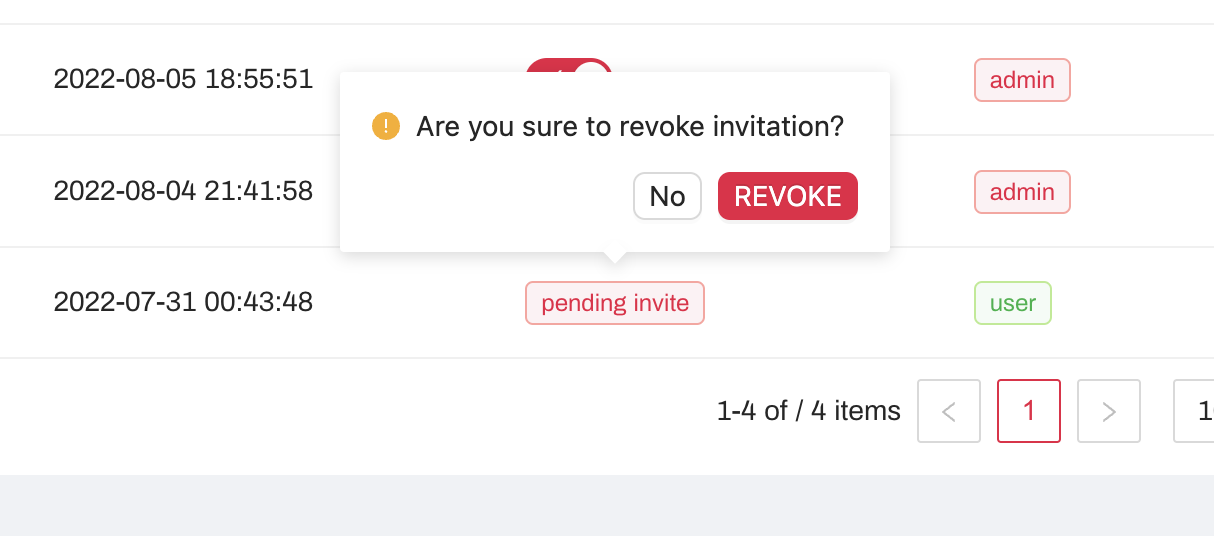 2022-08-05 18:55:51
admin
Are you sure to revoke invitation?
2022-08-04 21:41:58
No
REVOKE
admin
2022-07-31 00:43:48
pending invite
user
1-4 of / 4 items
<
1
>